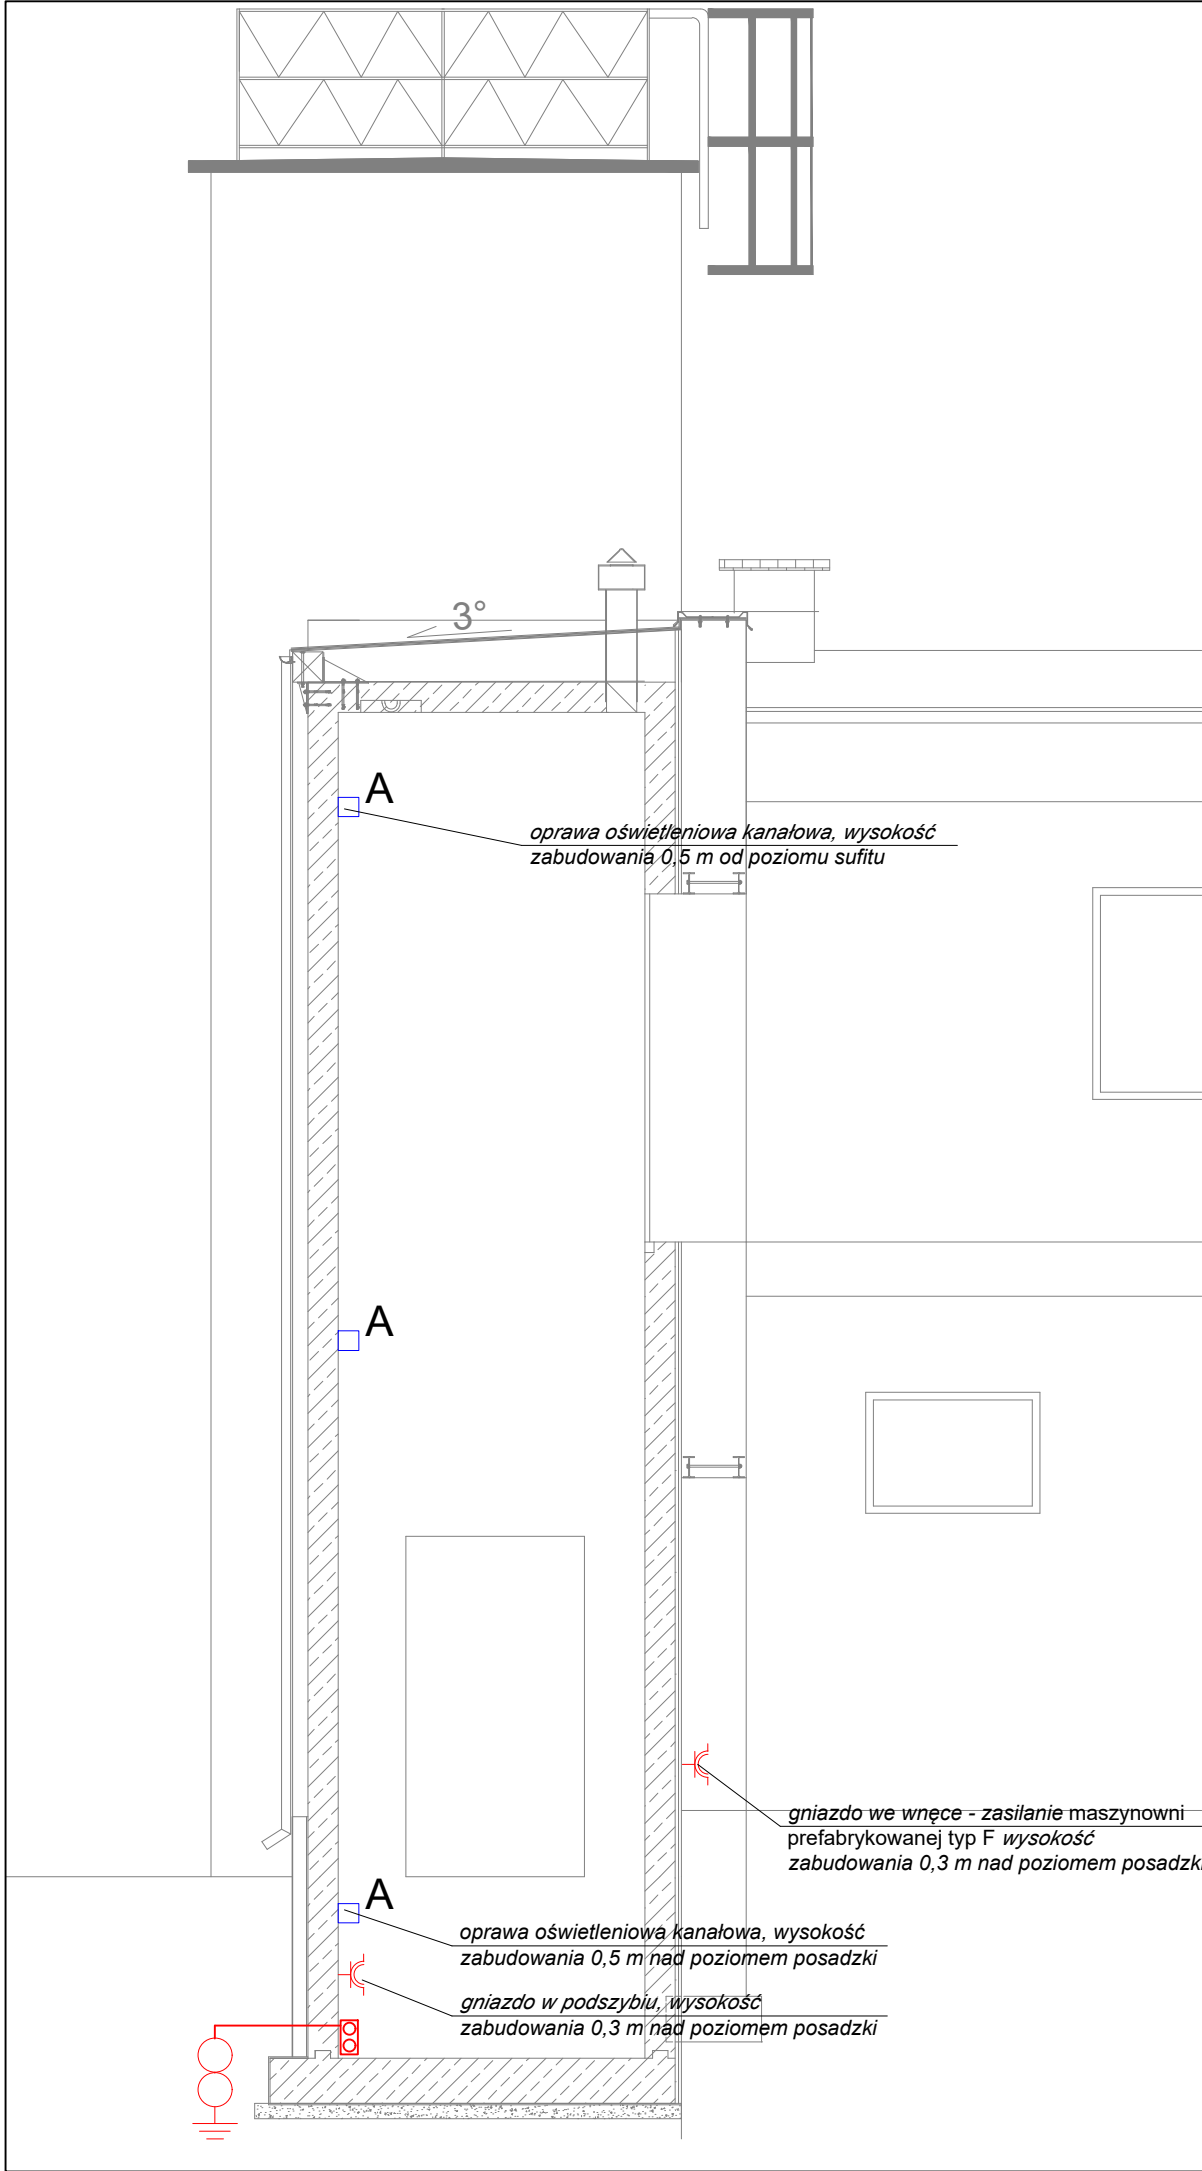 3°
A
oprawa oświetleniowa kanałowa, wysokość
zabudowania 0,5 m od poziomu sufitu
A
gniazdo we wnęce - zasilanie maszynowni
prefabrykowanej typ F wysokość
zabudowania 0,3 m nad poziomem posadzki
A
oprawa oświetleniowa kanałowa, wysokość
zabudowania 0,5 m nad poziomem posadzki
gniazdo w podszybiu, wysokość
zabudowania 0,3 m nad poziomem posadzki